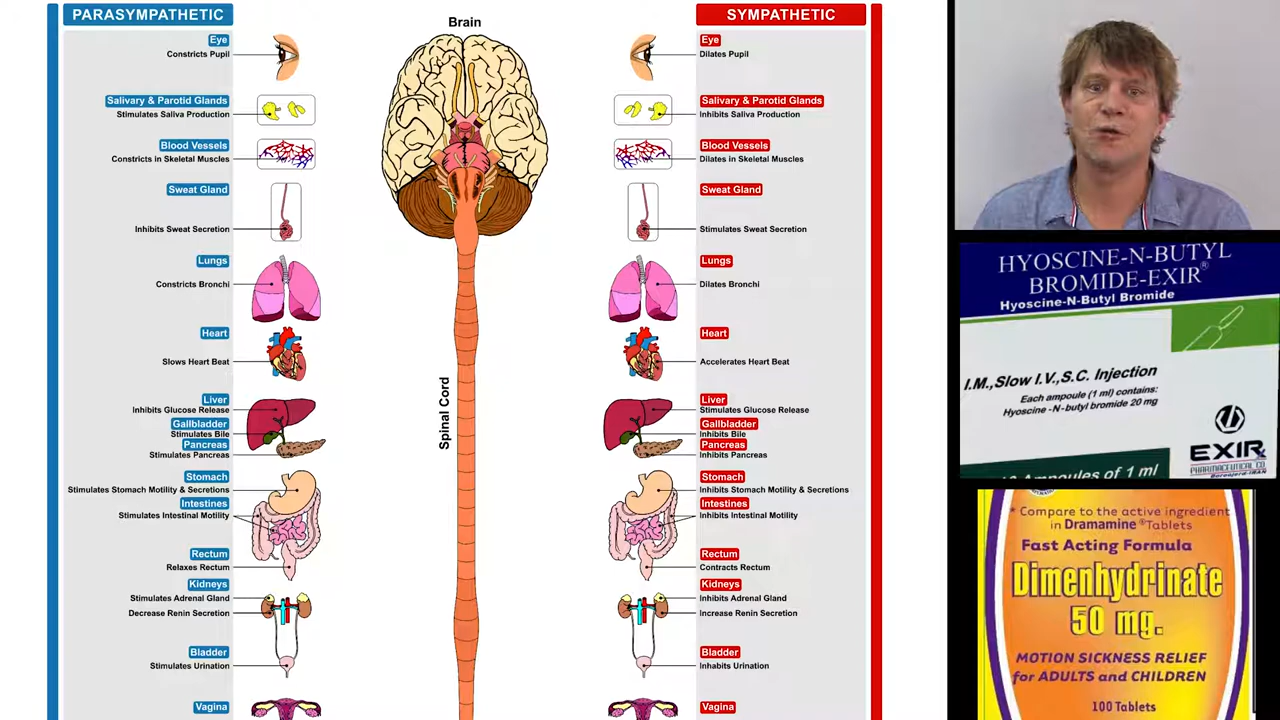 PARASYMPATHETIC
Eye
Constricts Pupil
Salivary & Parotid Glands
Stimulates Saliva Production
Blood Vessels
Constricts in Skeletal Muscles
Sweat Gland
Inhibits Sweat Secretion
Lungs
Constricts Bronchi
Heart
Slows Heart Beat
Liver
Inhibits Glucose Release
Gallbladder
Stimulates Bile
Pancreas
Stimulates Pancreas
Stomach
Stimulates Stomach Motility & Secretions
Intestines
Stimulates Intestinal Motility
Rectum
Relaxes Rectum
Kidneys
Stimulates Adrenal Gland
Decrease Renin Secretion
Bladder
Stimulates Urination
Vagina
Brain
Spinal Cord
SYMPATHETIC
Eye
Dilates Pupil
Salivary & Parotid Glands
Inhibits Saliva Production
Blood Vessels
Dilates in Skeletal Muscles
Sweat Gland
Stimulates Sweat Secretion
Lungs
Dilates Bronchi
Heart
Accelerates Heart Beat
Liver
Stimulates Glucose Release
Gallbladder
Inhibits Bile
Pancreas
Inhibits Pancreas
Stomach
Inhibits Stomach Motility & Secretions
Intestines
Inhibits Intestinal Motility
Rectum
Contracts Rectum
Kidneys
Inhibits Adrenal Gland
Increase Renin Secretion
Bladder
Inhabits Urination
Vagina
HYOSCINE-N-BUTYL
BROMIDE-EXIR®
Hyoscine-N-Butyl Bromide
I.M.,Slow I.V.,S.C. Injection
Each ampoule (1 ml) contains:
Hyoscine -N-butyl bromide 20 mg
EXIR
PHARMACEUTICAL CO.
Ampoules of 1 ml
* Compare to the active ingredient
in Dramamine® Tablets
Fast Acting Formula
Dimenhydrinate
50 mg.
MOTION SICKNESS RELIEF
for ADULTS and CHILDREN
100 Tablets